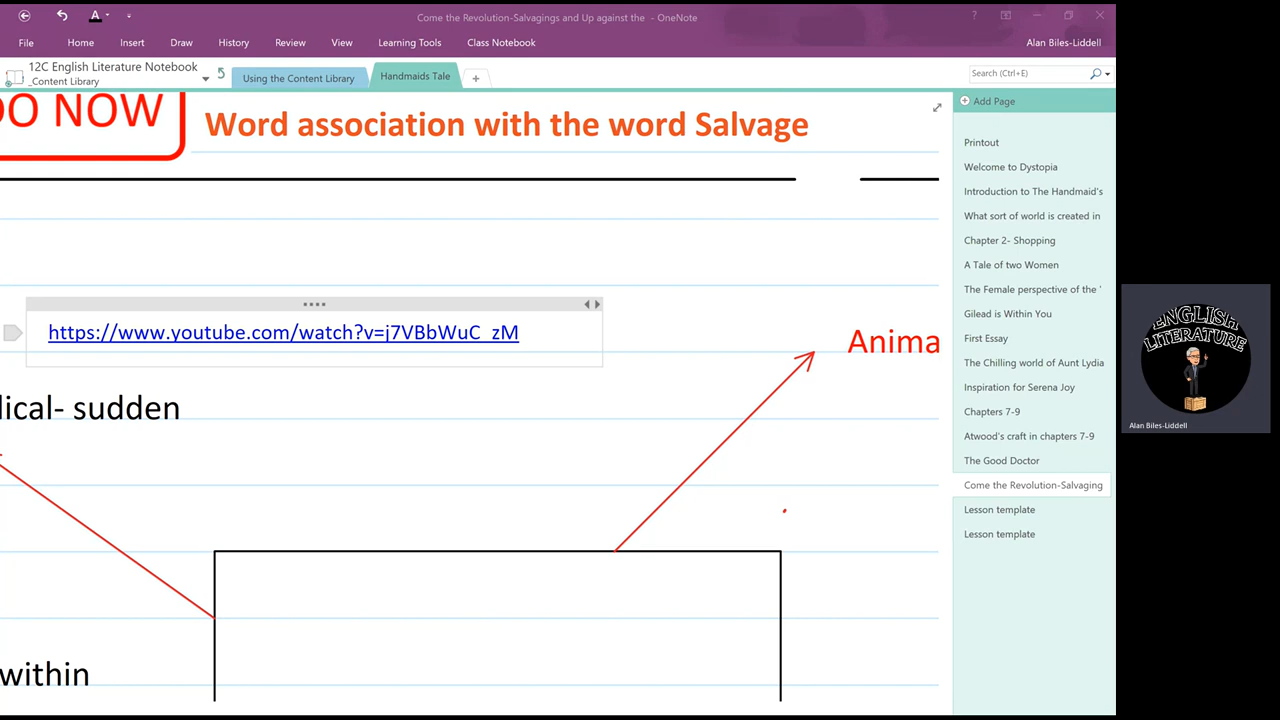 Come the Revolution-Salvagings and Up against the - OneNote
File Home Insert Draw History Review View Learning Tools Class Notebook
Alan Biles-Liddell
12C English Literature Notebook
_Content Library
Using the Content Library
Handmaids Tale
Search (Ctrl+E)
Add Page
DO NOW
Word association with the word Salvage
https://www.youtube.com/watch?v=j7VBbWuC_zM
Anima
dical- sudden
within
Printout
Welcome to Dystopia
Introduction to The Handmaid's
What sort of world is created in
Chapter 2- Shopping
A Tale of two Women
The Female perspective of the '
Gilead is Within You
First Essay
The Chilling world of Aunt Lydia
Inspiration for Serena Joy
Chapters 7-9
Atwood's craft in chapters 7-9
The Good Doctor
Come the Revolution-Salvaging
Lesson template
Lesson template
ENGLISH
LITERATURE
Alan Biles-Liddell